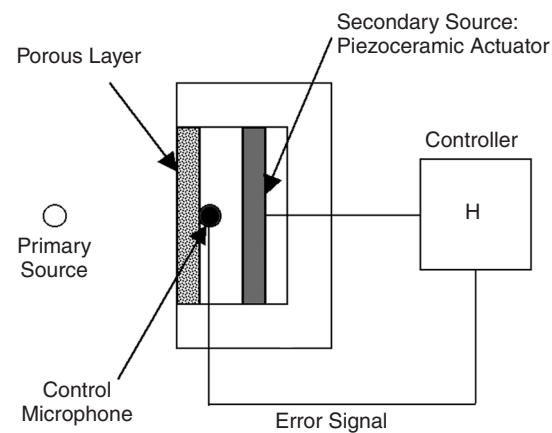 Secondary Source:
Piezoceramic Actuator
Porous Layer
Controller
H
Primary
Source
Control
Microphone
Error Signal